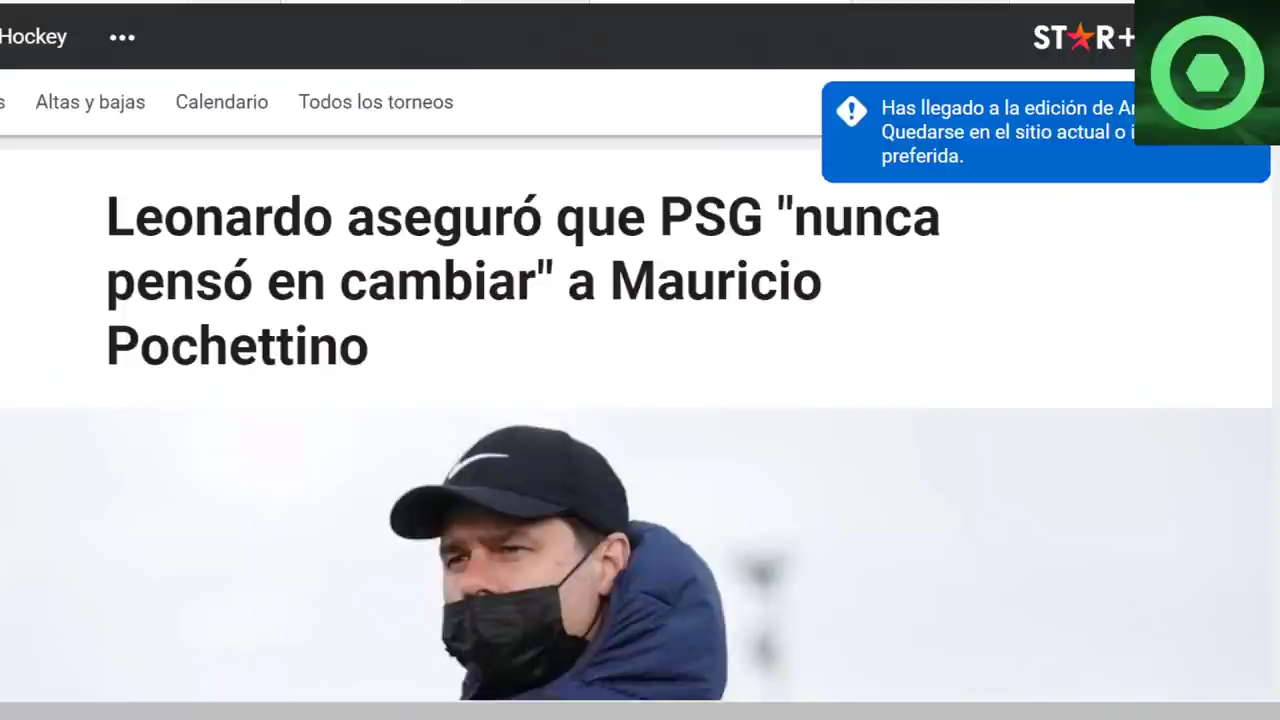 Hockey
STAR+
Altas y bajas Calendario Todos los torneos
Has llegado a la edición de
Quedarse en el sitio actual o
preferida.
Leonardo aseguró que PSG "nunca
pensó en cambiar" a Mauricio
Pochettino